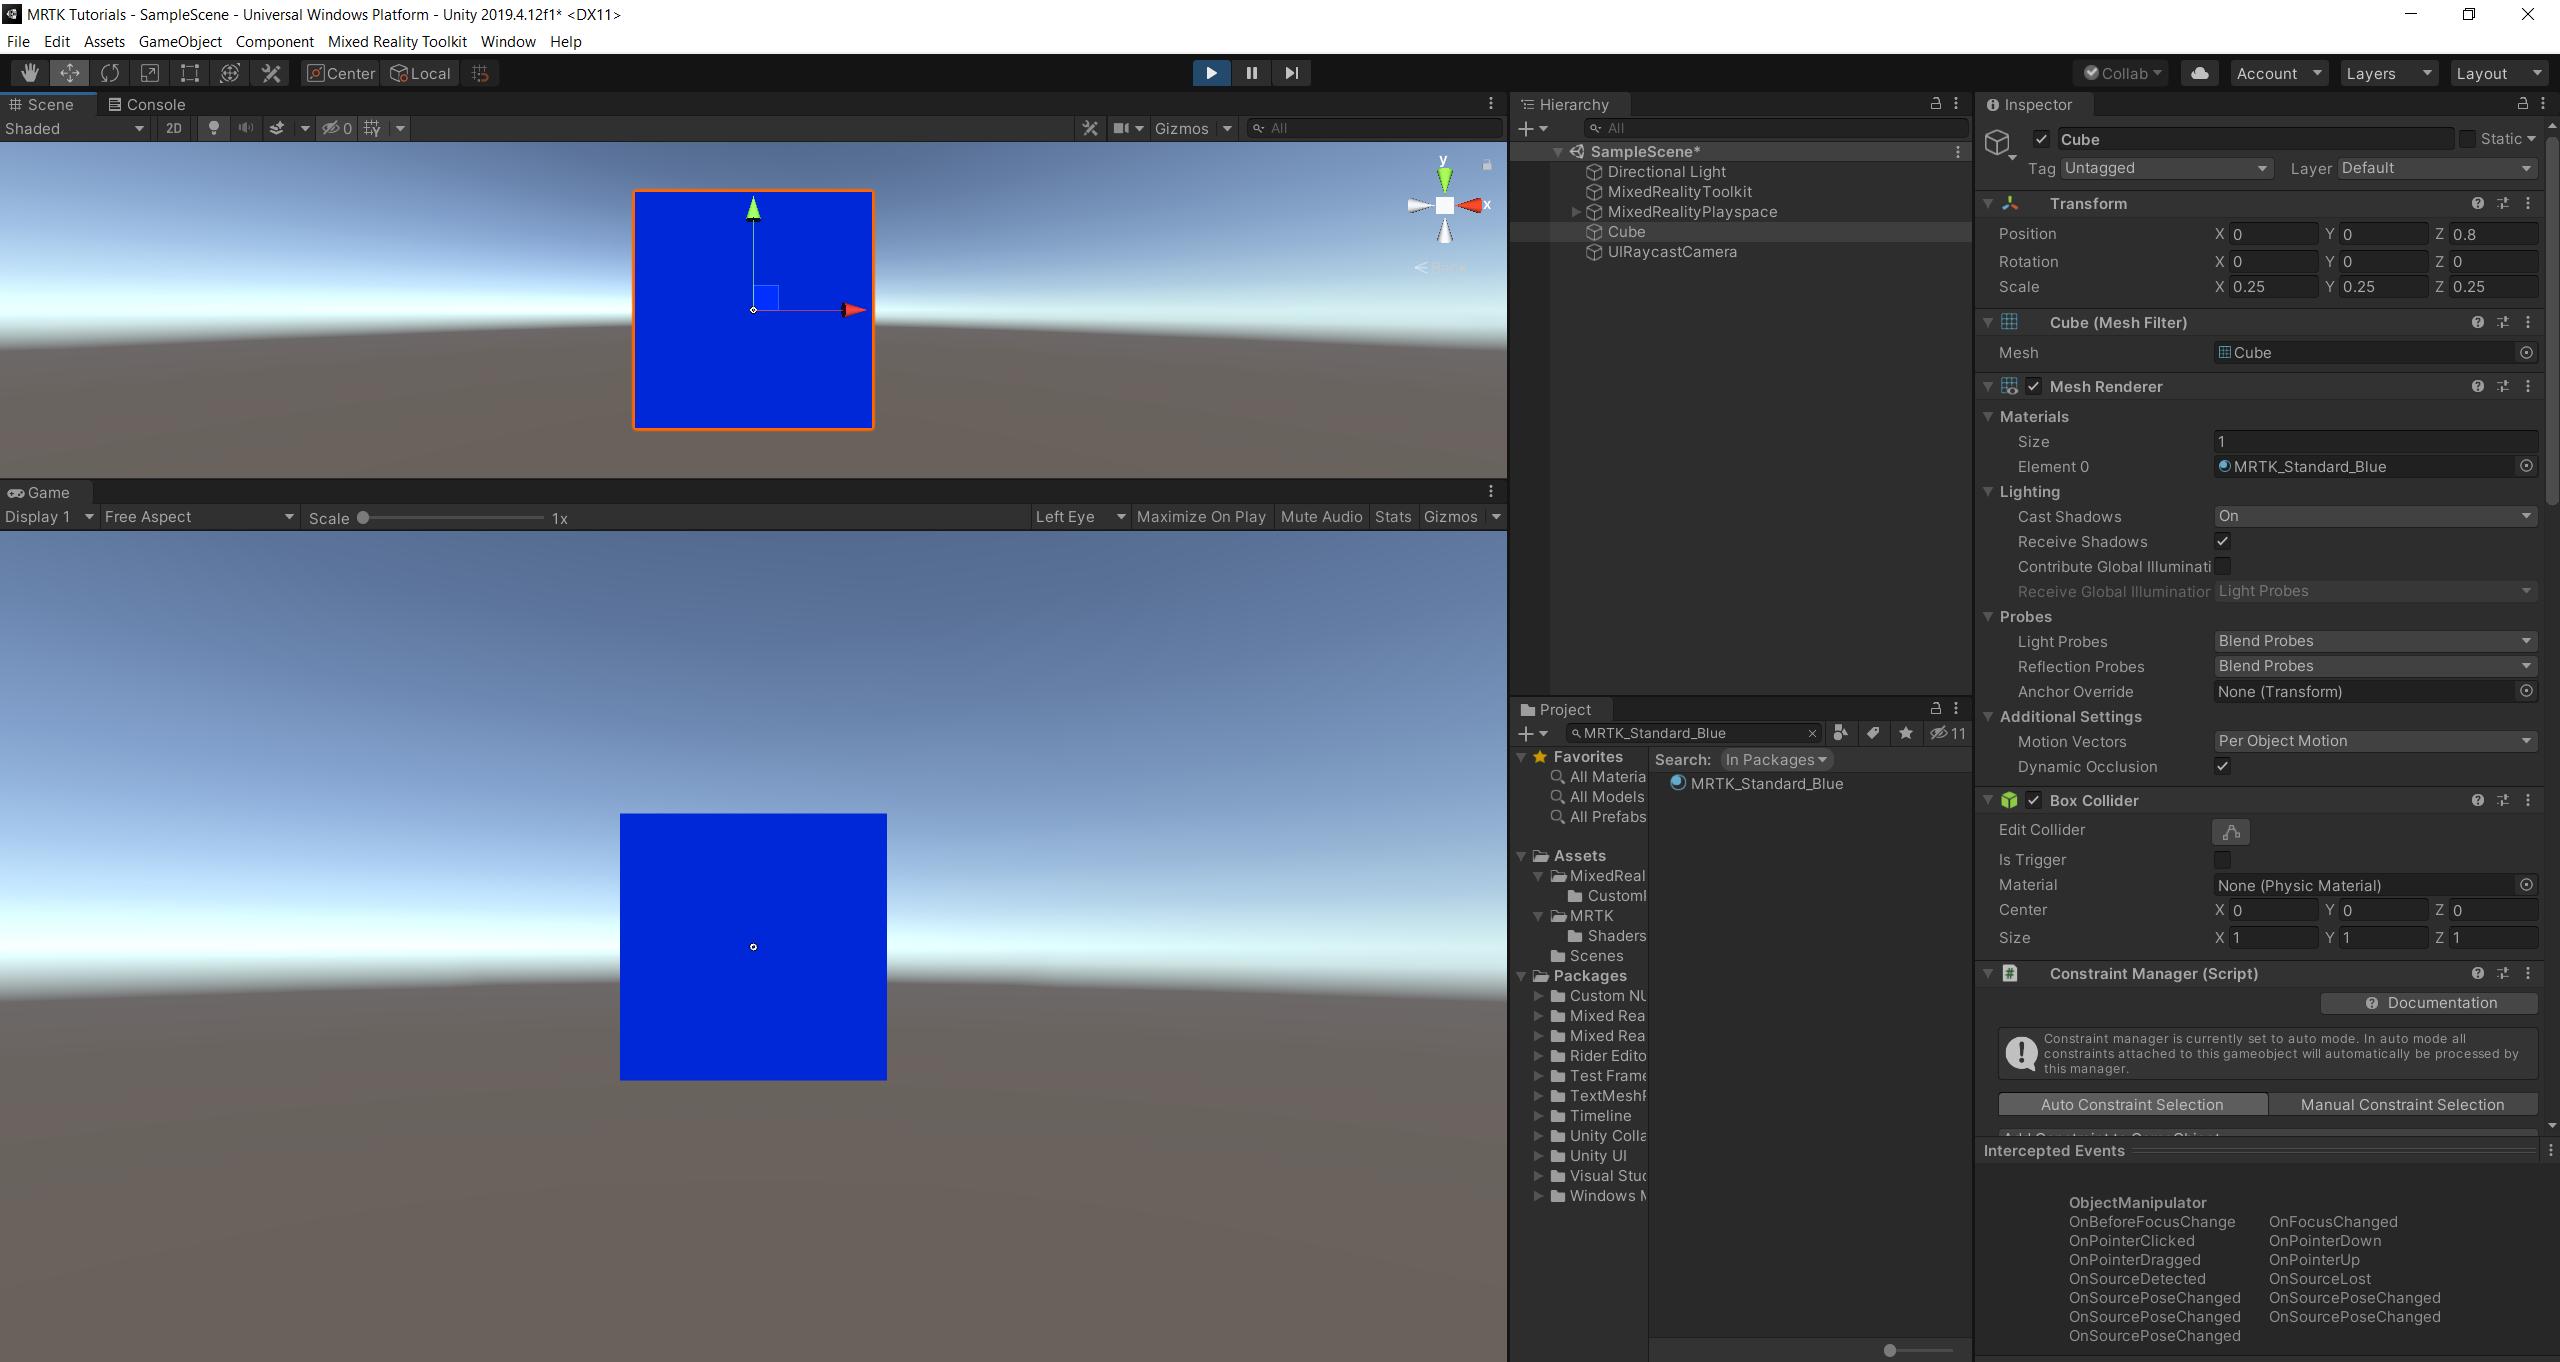 MRTK Tutorials - SampleScene - Universal Windows Platform - Unity 2019.4.12f1* <DX11>
File Edit Assets GameObject Component Mixed Reality Toolkit Window Help
Center Local
Collab Account Layers Layout
Scene Console
Shaded 2D 0 Gizmos All
y
x
Back
Game
Display 1 Free Aspect Scale 1x Left Eye Maximize On Play Mute Audio Stats Gizmos
Hierarchy
All
SampleScene*
Directional Light
MixedRealityToolkit
MixedRealityPlayspace
Cube
UIRaycastCamera
Project
MRTK_Standard_Blue 11
Favorites
All Materia
All Models
All Prefabs
Assets
MixedReal
Custom
MRTK
Shaders
Scenes
Packages
Custom NU
Mixed Rea
Mixed Rea
Rider Edito
Test Frame
TextMeshP
Timeline
Unity Colla
Unity UI
Visual Stud
Windows M
Search: In Packages
MRTK_Standard_Blue
Inspector
Cube Static
Tag Untagged Layer Default
Transform
Position X 0 Y 0 Z 0.8
Rotation X 0 Y 0 Z 0
Scale X 0.25 Y 0.25 Z 0.25
Cube (Mesh Filter)
Mesh Cube
Mesh Renderer
Materials
Size 1
Element 0 MRTK_Standard_Blue
Lighting
Cast Shadows On
Receive Shadows
Contribute Global Illuminati
Receive Global Illumination Light Probes
Probes
Light Probes Blend Probes
Reflection Probes Blend Probes
Anchor Override None (Transform)
Additional Settings
Motion Vectors Per Object Motion
Dynamic Occlusion
Box Collider
Edit Collider
Is Trigger
Material None (Physic Material)
Center X 0 Y 0 Z 0
Size X 1 Y 1 Z 1
Constraint Manager (Script)
Documentation
Constraint manager is currently set to auto mode. In auto mode all
constraints attached to this gameobject will automatically be processed by
this manager.
Auto Constraint Selection Manual Constraint Selection
Intercepted Events
ObjectManipulator
OnBeforeFocusChange OnFocusChanged
OnPointerClicked OnPointerDown
OnPointerDragged OnPointerUp
OnSourceDetected OnSourceLost
OnSourcePoseChanged OnSourcePoseChanged
OnSourcePoseChanged OnSourcePoseChanged
OnSourcePoseChanged